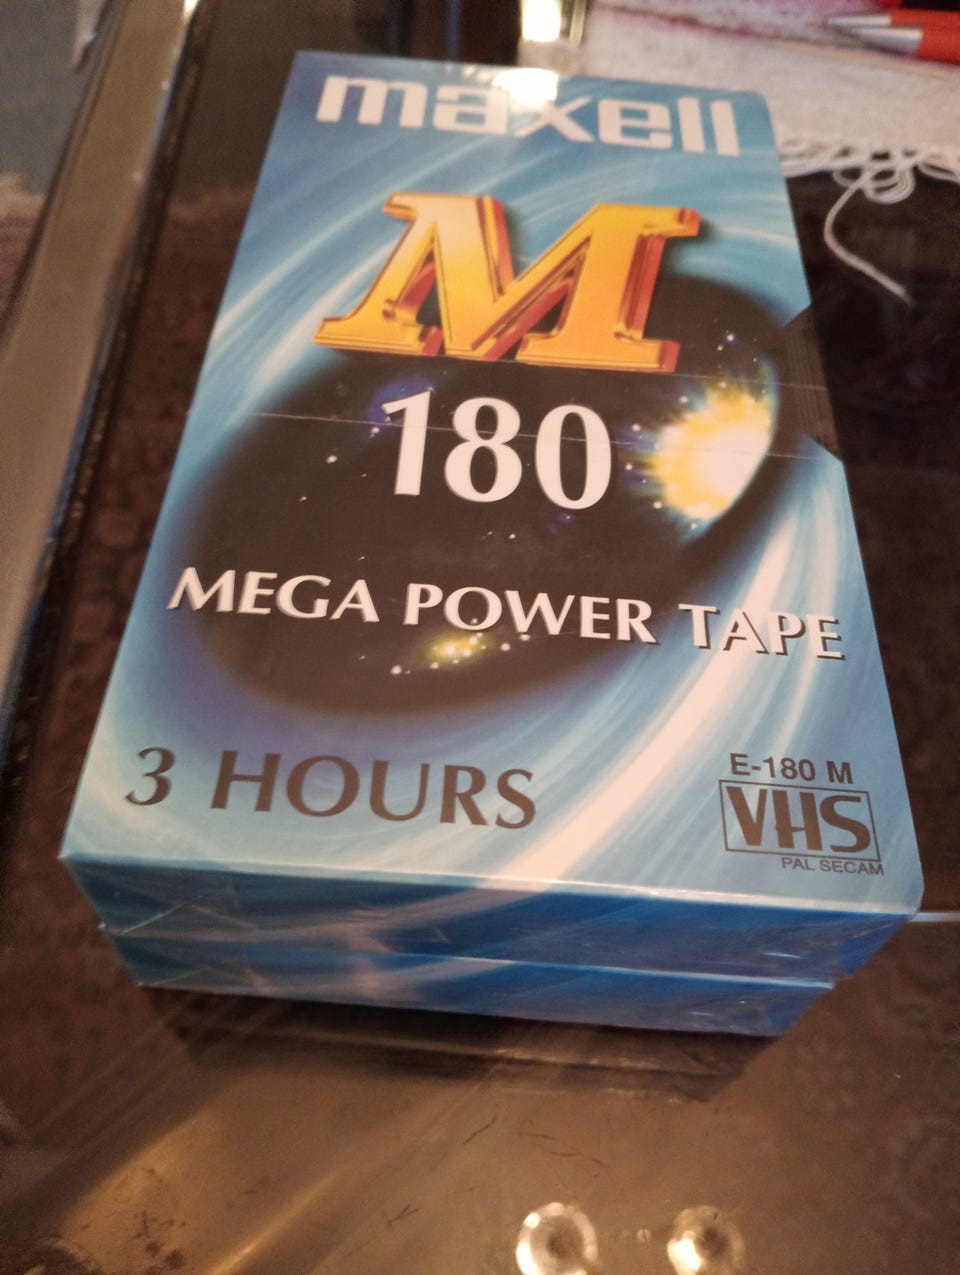 maxell
M
180
MEGA POWER TAPE
3 HOURS
E-180 M
VHS
PAL SECAM